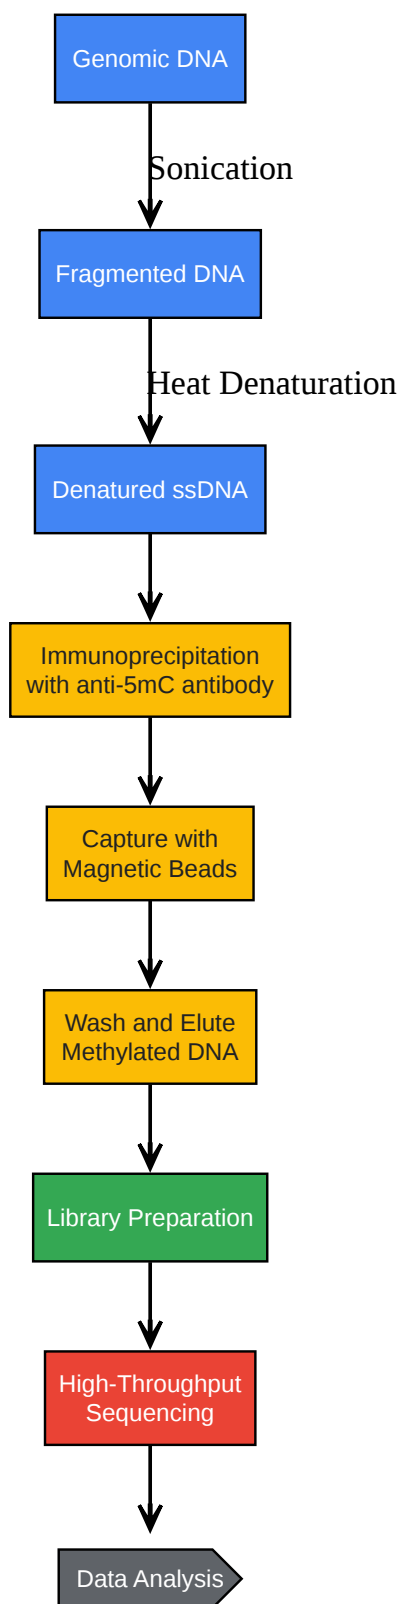 Genomic DNA
Sonication
Fragmented DNA
Heat Denaturation
Denatured ssDNA
Immunoprecipitation
with anti-5mC antibody
Capture with
Magnetic Beads
Wash and Elute
Methylated DNA
Library Preparation
High-Throughput
Sequencing
Data Analysis